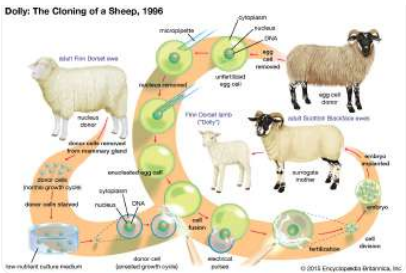 Dolly: The Cloning of a Sheep, 1996
adult Finn Dorset ewe
micropipette
cytoplasm
nucleus
DNA
egg
cell
removed
nucleus removed
unfertilized
egg cell
egg cell
donor
nucleus
donor
Finn Dorset lamb
("Dolly")
adult Scottish Blackface ewes
donor cells removed
from mammary gland
enucleated egg cell
surrogate
mother
embryo
implanted
donor cells
(normal growth cycle)
cytoplasm
nucleus
DNA
donor cells starved
cell
fusion
embryo
cell
division
fertilization
low-nutrient culture medium
donor cell
(arrested growth cycle)
electrical
pulses
© 2015 Encyclopædia Britannica, Inc.